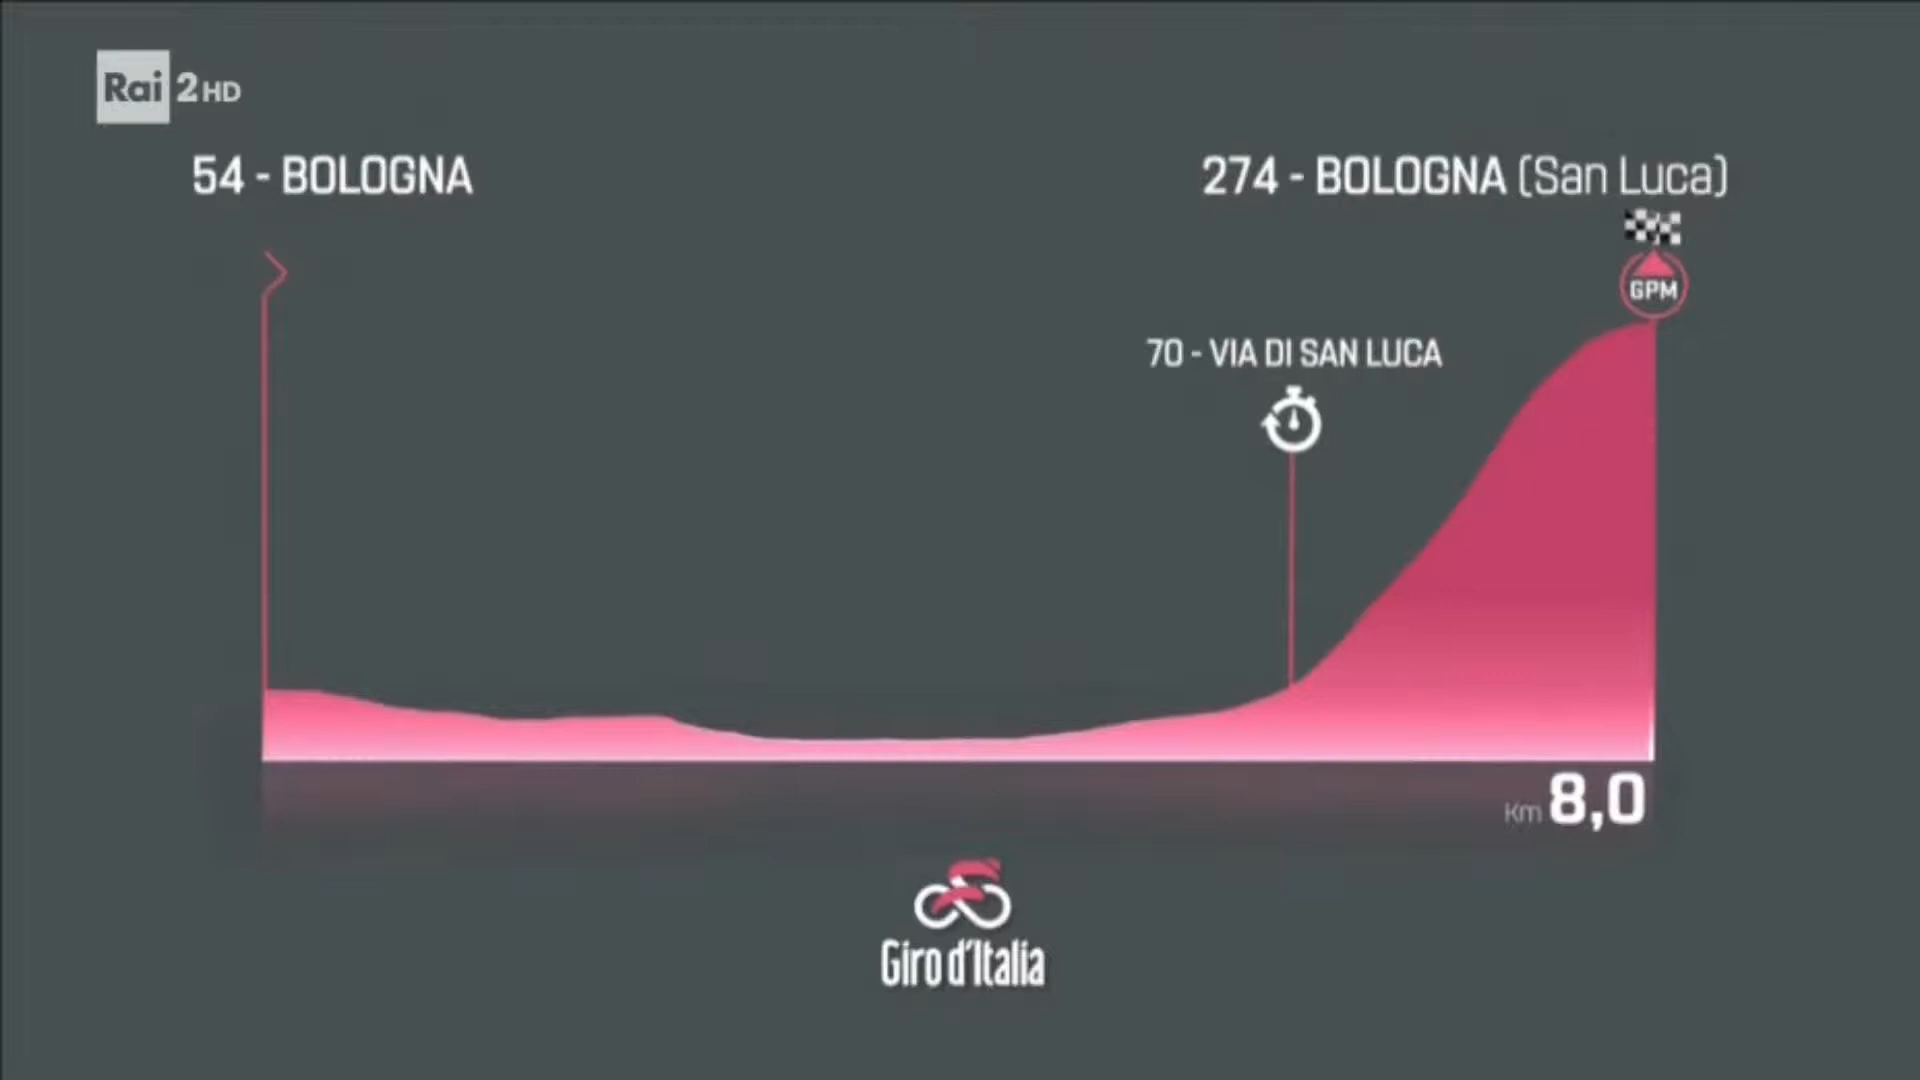 Rai 2HD
54 - BOLOGNA
274 - BOLOGNA (San Luca)
GPM
70 - VIA DI SAN LUCA
Km 8,0
Giro d'Italia